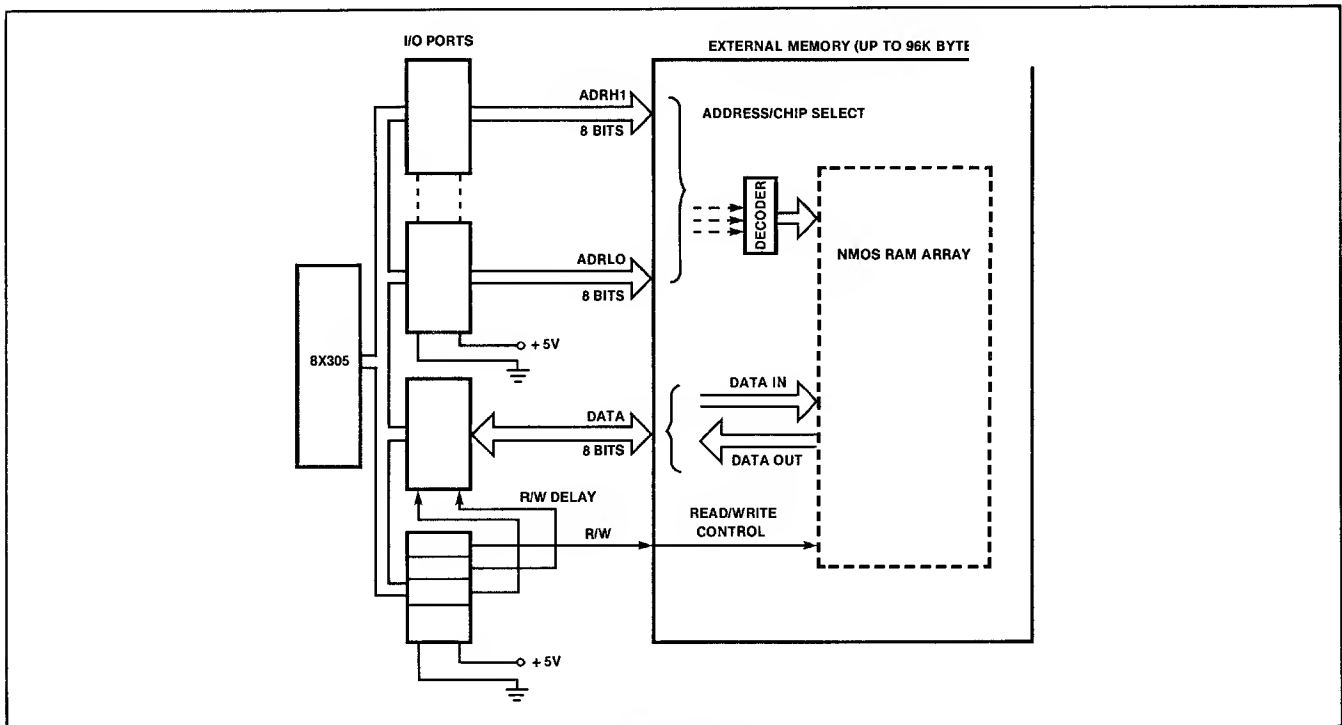 I/O PORTS
EXTERNAL MEMORY (UP TO 96K BYTE
ADRH1
8 BITS
ADDRESS/CHIP SELECT
DECODER
NMOS RAM ARRAY
ADRLO
8 BITS
+ 5V
8X305
DATA IN
DATA
8 BITS
DATA OUT
R/W DELAY
R/W
READ/WRITE
CONTROL
+ 5V